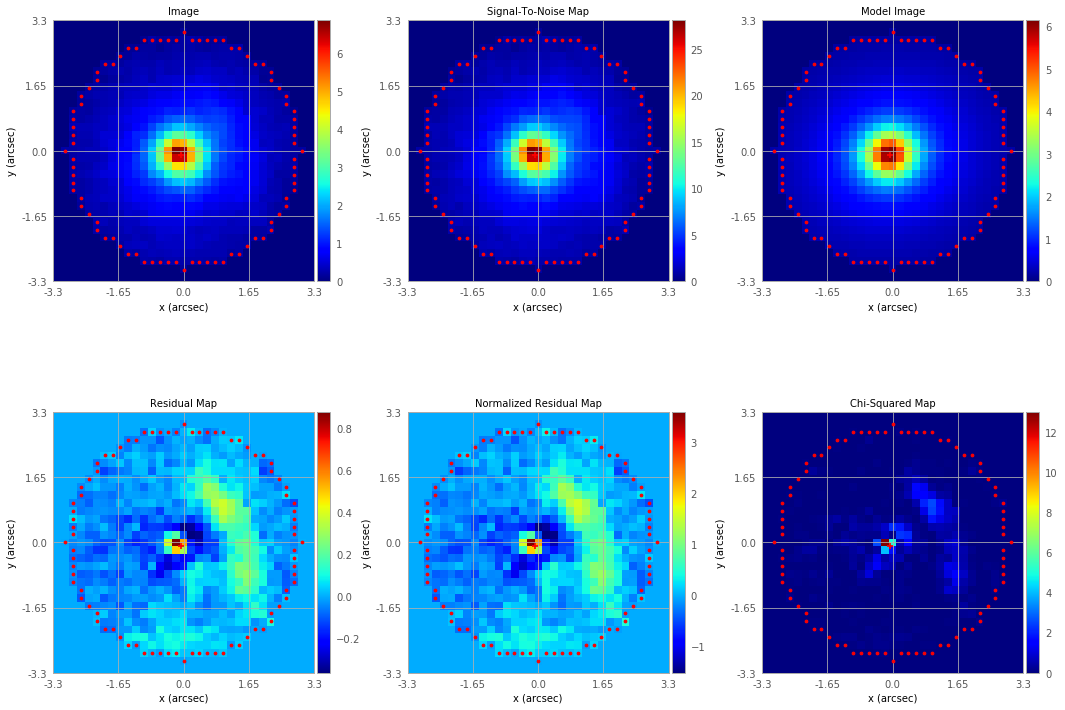 Image
Signal-To-Noise Map
Model Image
3.3
1.65
0.0
-1.65
-3.3
y (arcsec)
-3.3 -1.65 0.0 1.65 3.3
x (arcsec)
6
5
4
3
2
1
0
3.3
1.65
0.0
-1.65
-3.3
y (arcsec)
-3.3 -1.65 0.0 1.65 3.3
x (arcsec)
25
20
15
10
5
0
3.3
1.65
0.0
-1.65
-3.3
y (arcsec)
-3.3 -1.65 0.0 1.65 3.3
x (arcsec)
6
5
4
3
2
1
0
Residual Map
Normalized Residual Map
Chi-Squared Map
3.3
1.65
0.0
-1.65
-3.3
y (arcsec)
-3.3 -1.65 0.0 1.65 3.3
x (arcsec)
0.8
0.6
0.4
0.2
0.0
−0.2
3.3
1.65
0.0
-1.65
-3.3
y (arcsec)
-3.3 -1.65 0.0 1.65 3.3
x (arcsec)
3
2
1
0
−1
3.3
1.65
0.0
-1.65
-3.3
y (arcsec)
-3.3 -1.65 0.0 1.65 3.3
x (arcsec)
12
10
8
6
4
2
0